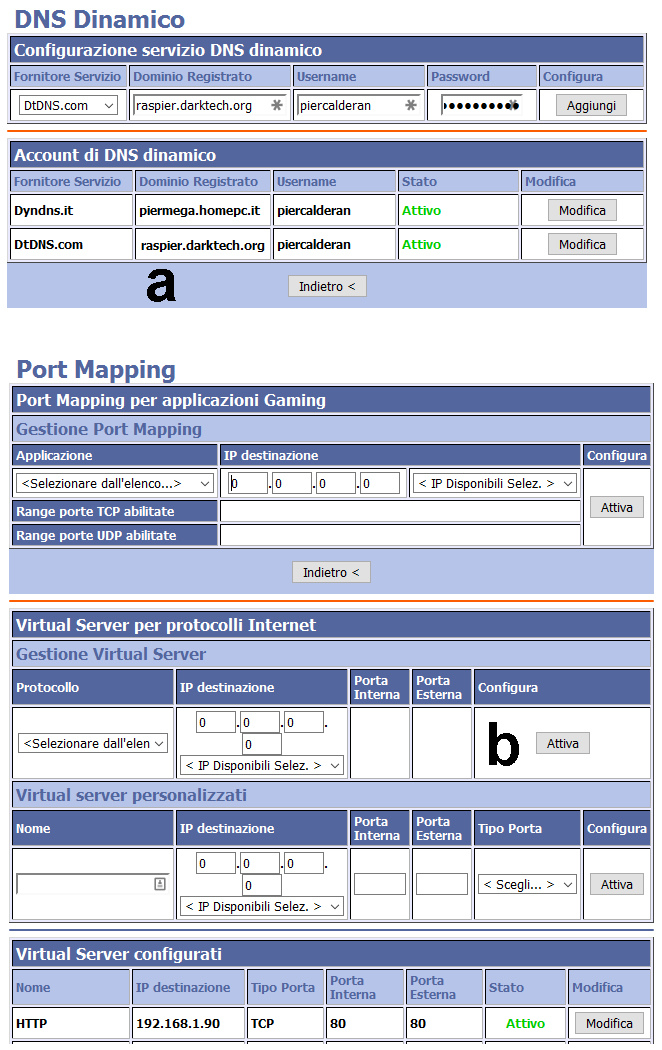 DNS Dinamico
Configurazione servizio DNS dinamico
Fornitore Servizio Dominio Registrato Username Password Configura
DtDNS.com raspier.darktech.org piercalderan ●●●●●●●●●● Aggiungi
Account di DNS dinamico
Fornitore Servizio Dominio Registrato Username Stato Modifica
Dyndns.it piermega.homepc.it piercalderan Attivo Modifica
DtDNS.com raspier.darktech.org piercalderan Attivo Modifica
a Indietro <
Port Mapping
Port Mapping per applicazioni Gaming
Gestione Port Mapping
Applicazione IP destinazione Configura
<Selezionare dall'elenco...> 0 . 0 . 0 . 0 < IP Disponibili Selez. > Attiva
Range porte TCP abilitate
Range porte UDP abilitate
Indietro <
Virtual Server per protocolli Internet
Gestione Virtual Server
Protocollo IP destinazione Porta Interna Porta Esterna Configura
<Selezionare dall'elen 0 . 0 . 0 . 0 < IP Disponibili Selez. > b Attiva
Virtual server personalizzati
Nome IP destinazione Porta Interna Porta Esterna Tipo Porta Configura
0 . 0 . 0 . 0 < IP Disponibili Selez. > < Scegli... > Attiva
Virtual Server configurati
Nome IP destinazione Tipo Porta Porta Interna Porta Esterna Stato Modifica
HTTP 192.168.1.90 TCP 80 80 Attivo Modifica